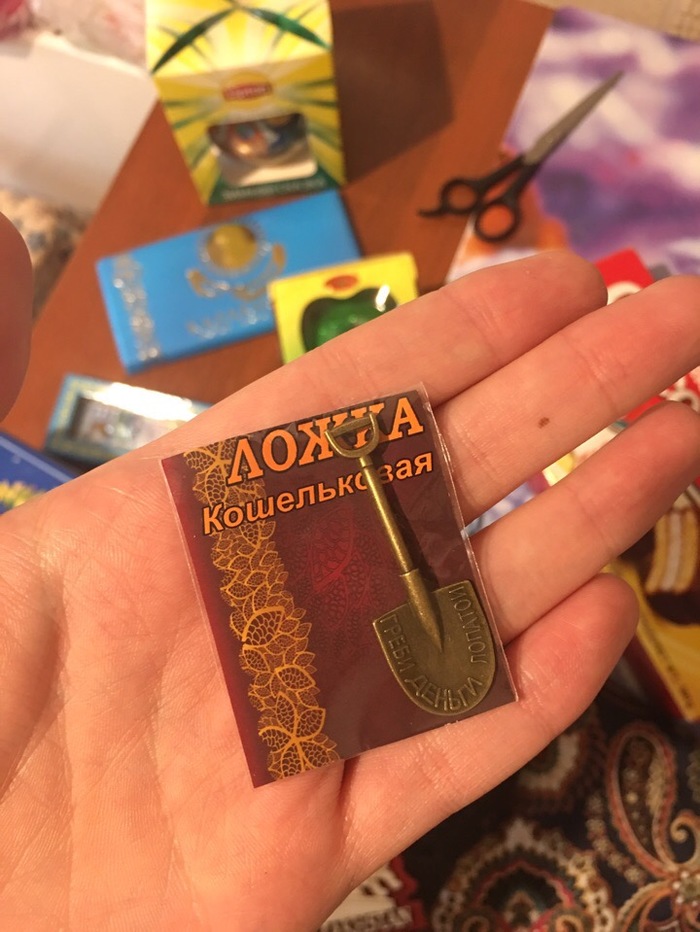 ЛОЖКА
Кошельковая
ГРЕБИ ДЕНЬГИ ЛОПАТОЙ